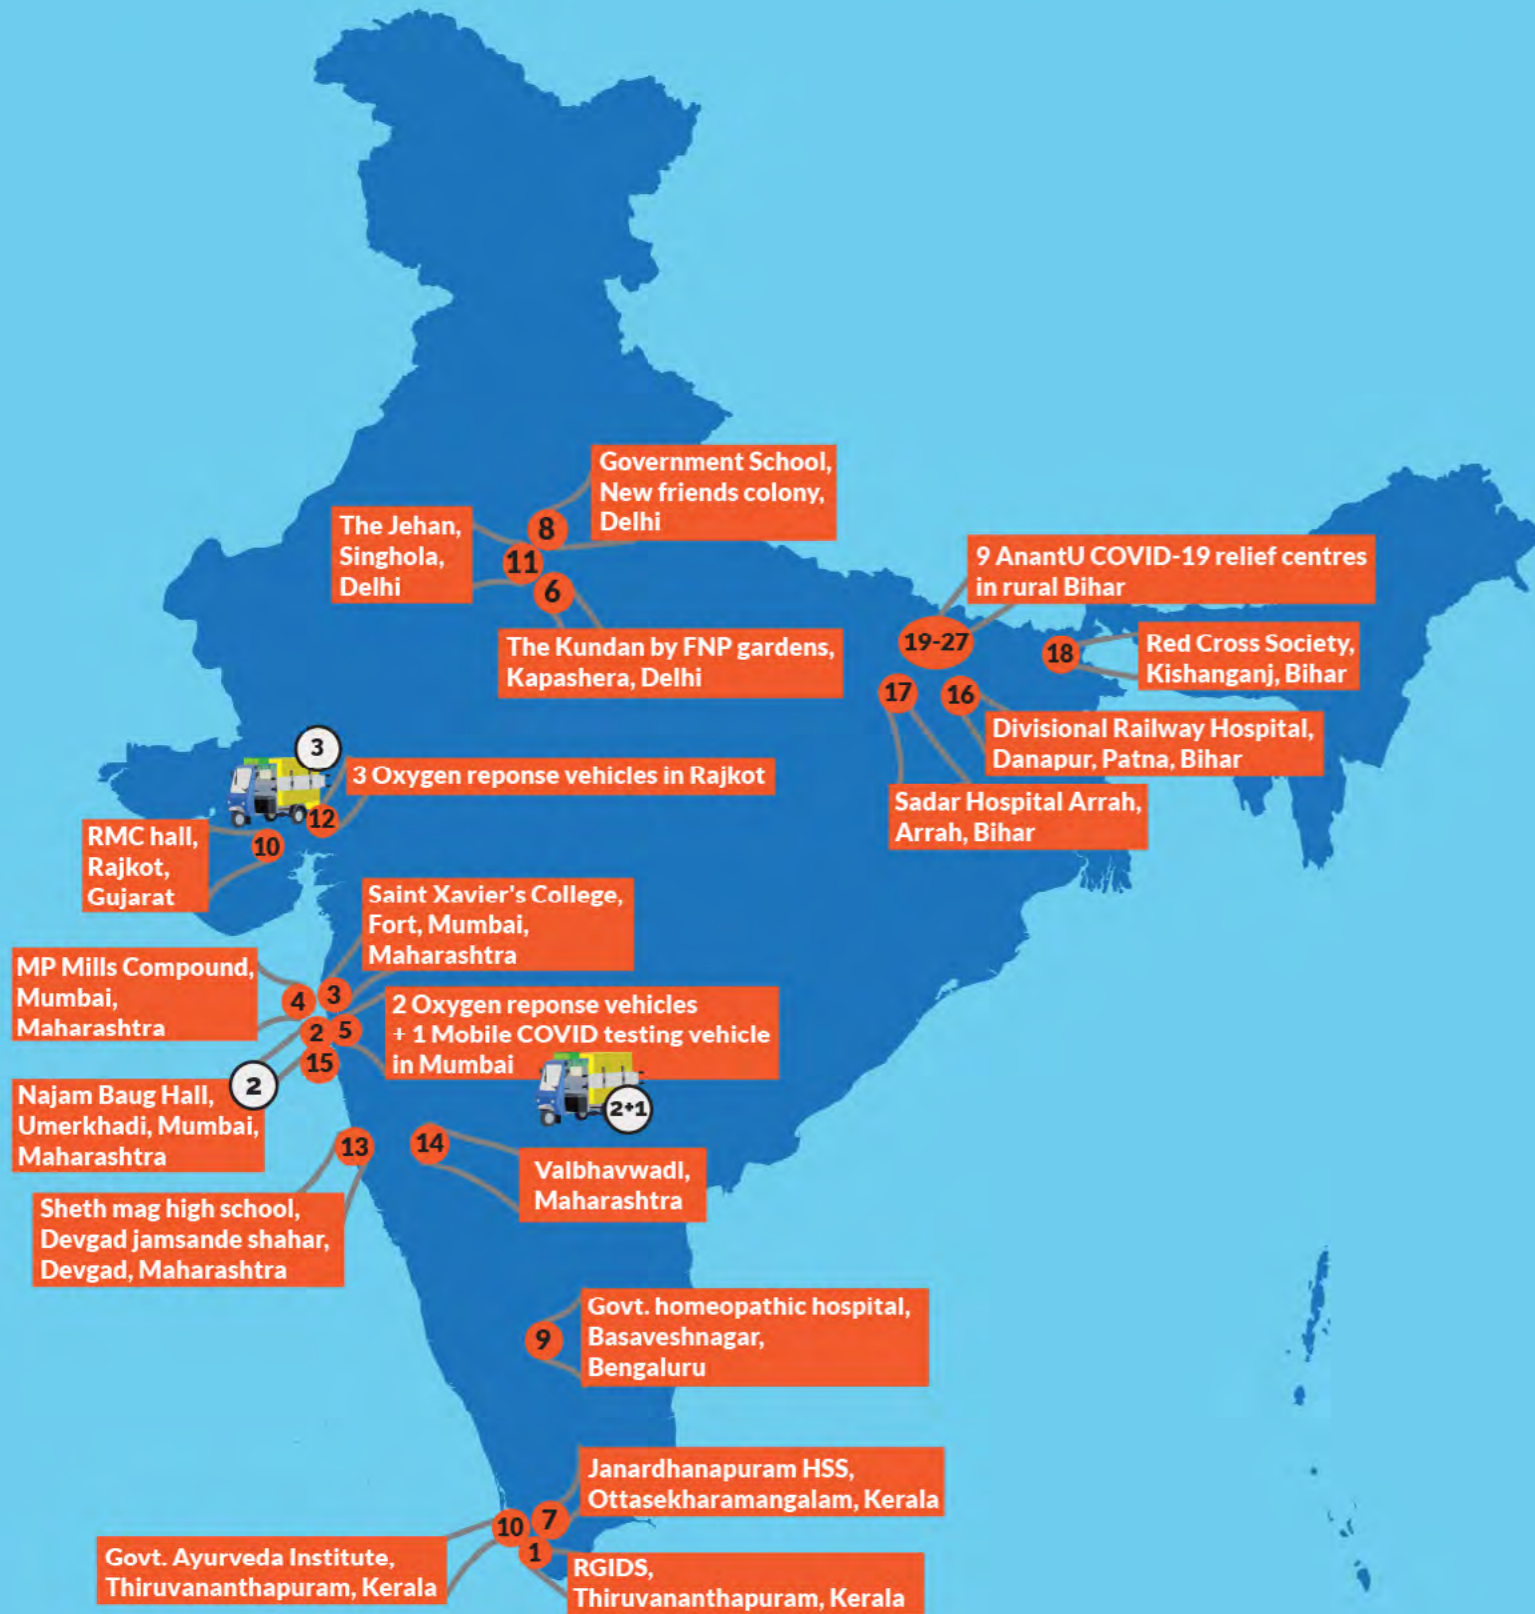 Government School,
New friends colony,
Delhi
8
The Jehan,
Singhola,
Delhi
11
6
The Kundan by FNP gardens,
Kapashera, Delhi
9 AnantU COVID-19 relief centres
in rural Bihar
19-27
18
Red Cross Society,
Kishanganj, Bihar
17
16
Divisional Railway Hospital,
Danapur, Patna, Bihar
Sadar Hospital Arrah,
Arrah, Bihar
3
3 Oxygen reponse vehicles in Rajkot
12
RMC hall,
Rajkot,
Gujarat
10
Saint Xavier's College,
Fort, Mumbai,
Maharashtra
MP Mills Compound,
Mumbai,
Maharashtra
4
3
2 Oxygen reponse vehicles
+ 1 Mobile COVID testing vehicle
in Mumbai
2
5
15
2
2+1
Najam Baug Hall,
Umerkhadi, Mumbai,
Maharashtra
13
14
Valbhavwadl,
Maharashtra
Sheth mag high school,
Devgad jamsande shahar,
Devgad, Maharashtra
Govt. homeopathic hospital,
Basaveshnagar,
Bengaluru
9
Janardhanapuram HSS,
Ottasekharamangalam, Kerala
7
10
1
Govt. Ayurveda Institute,
Thiruvananthapuram, Kerala
RGIDS,
Thiruvananthapuram, Kerala